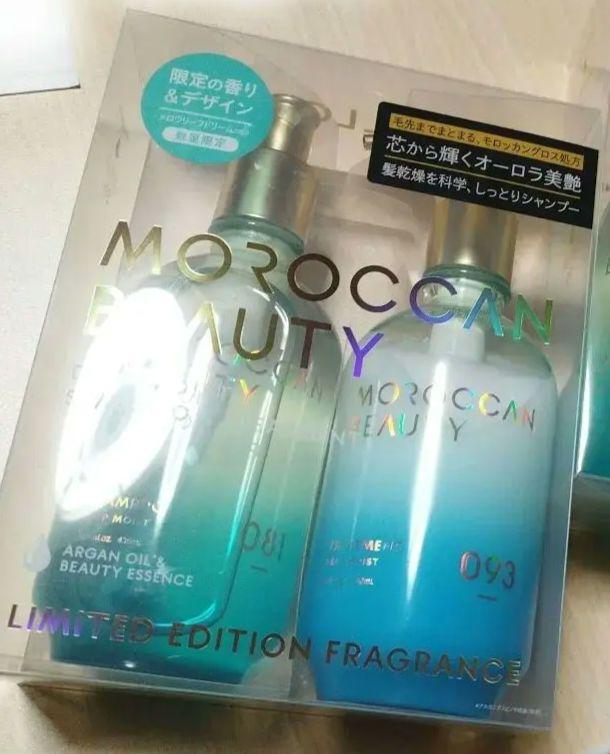 限定の香り
&デザイン
数量限定
毛先までまとまる、モロッカングロス処方
芯から輝くオーロラ美艶
髪乾燥を科学、しっとりシャンプー
MOROCCAN
BEAUTY
MOROCCAN
BEAUTY
MOIST
ARGAN OIL*&
BEAUTY ESSENCE
081
093
LIMITED EDITION FRAGRANCE